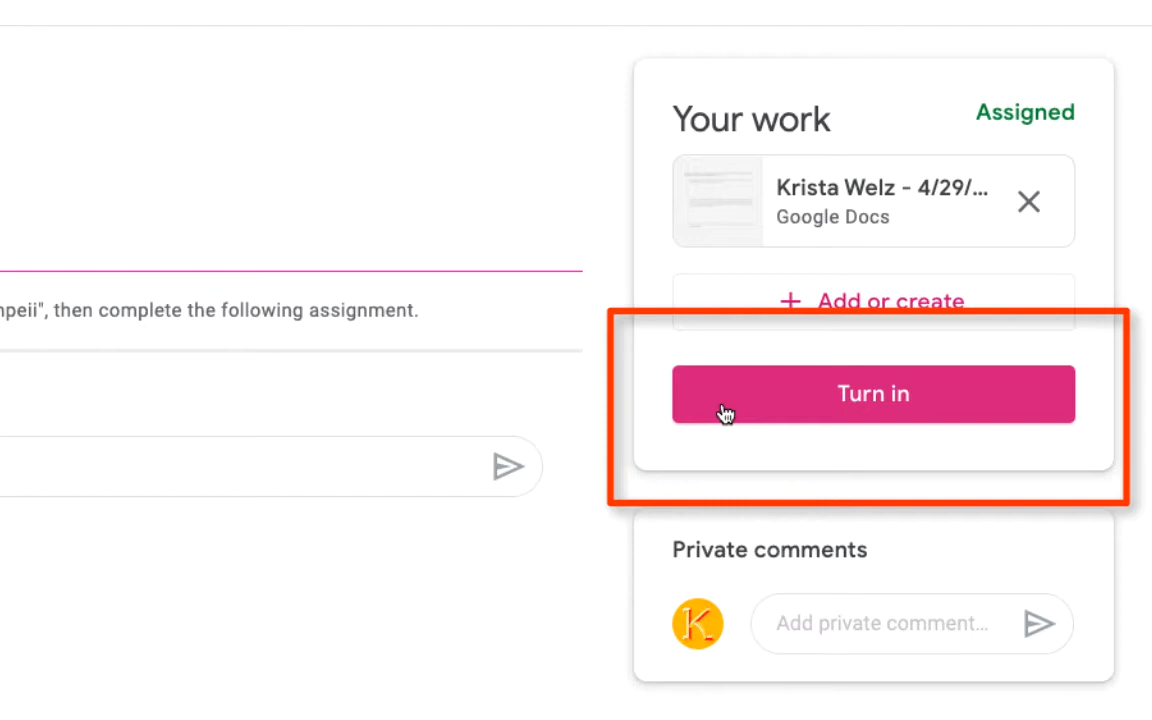 Your work
Assigned
Krista Welz - 4/29/...
Google Docs
+ Add or create
mpeii", then complete the following assignment.
Turn in
Private comments
K
Add private comment...